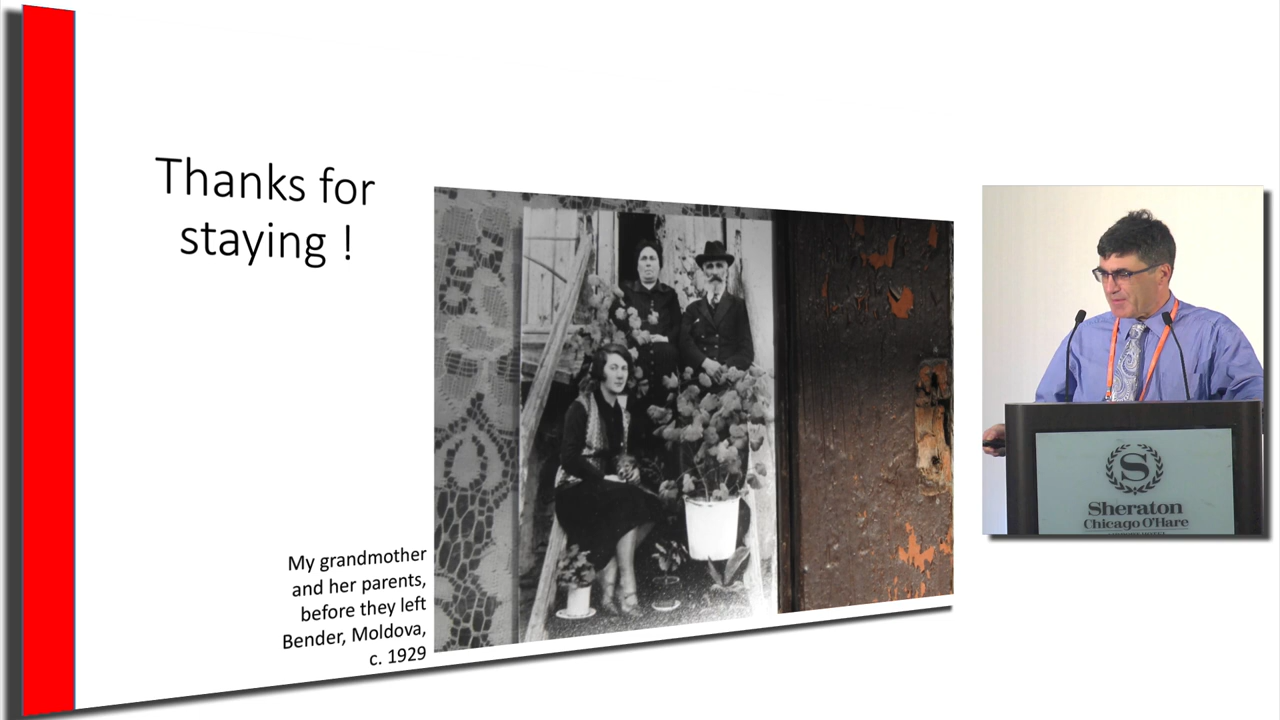 Thanks for
staying !
My grandmother
and her parents,
before they left
Bender, Moldova,
c. 1929
S
Sheraton
Chicago O'Hare